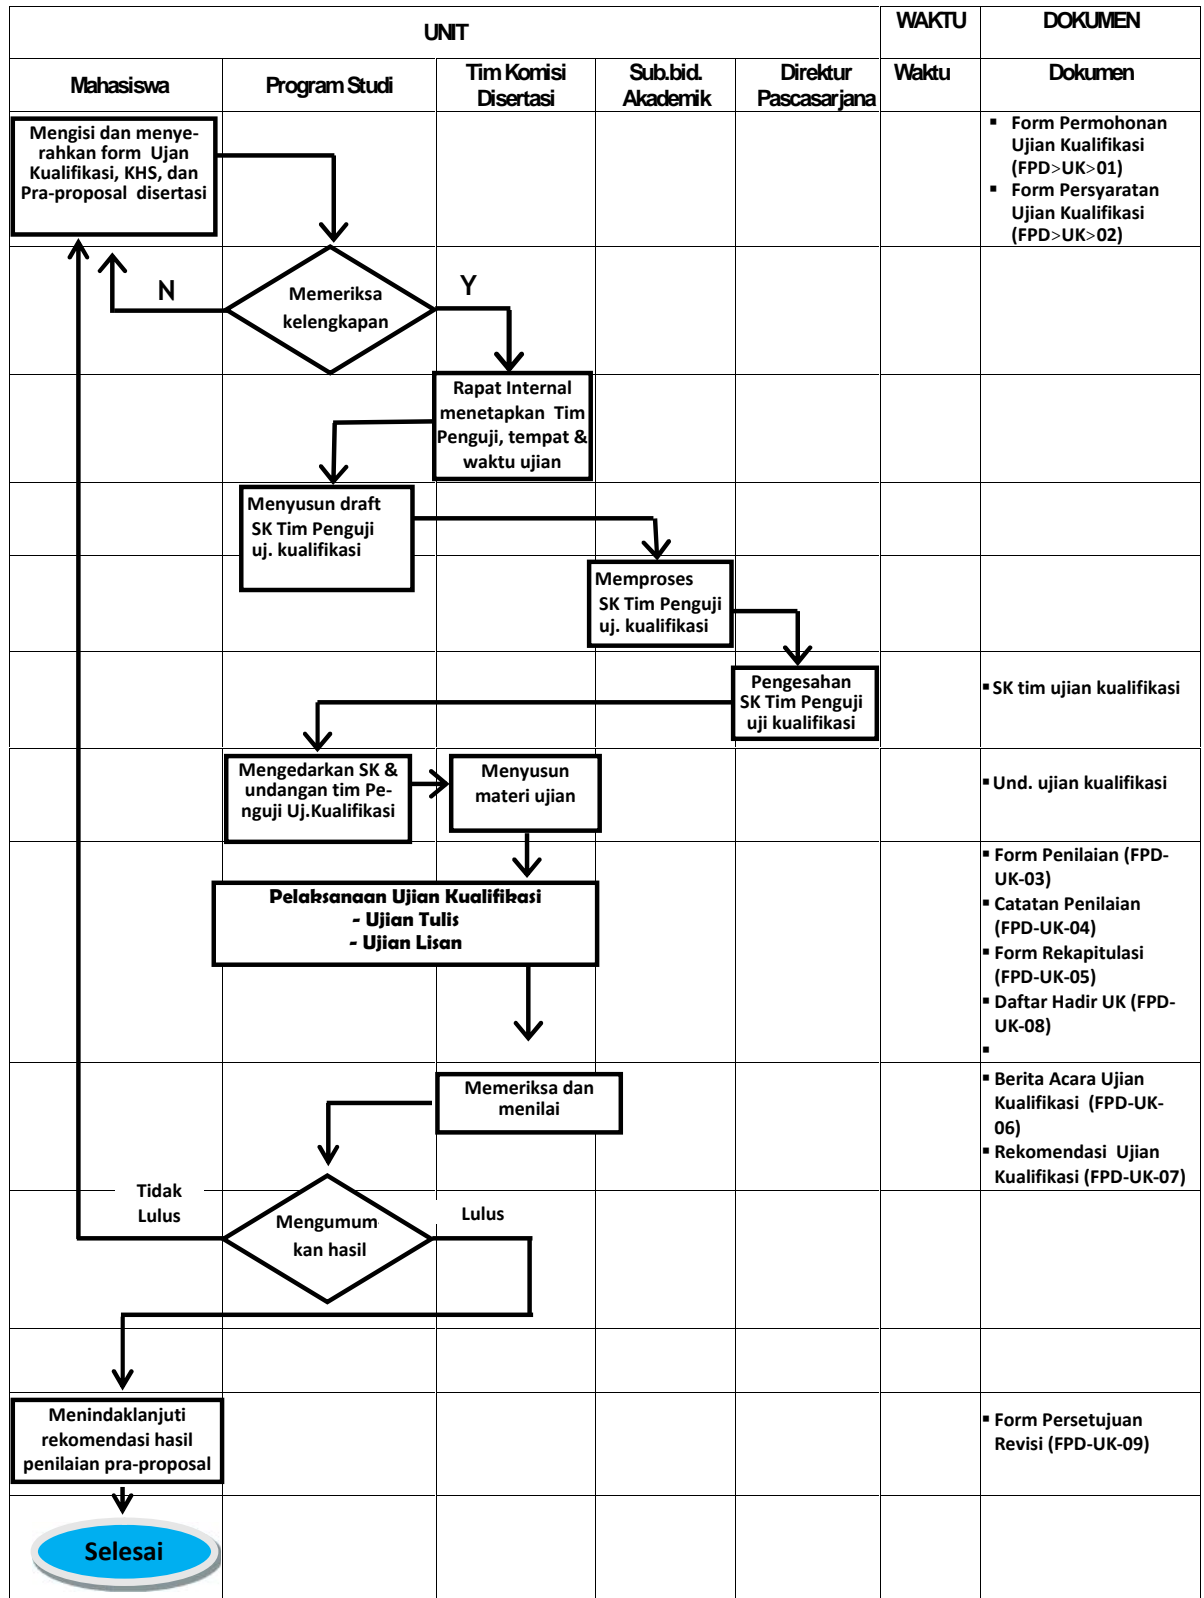 UNIT
WAKTU
DOKUMEN
Mahasiswa
Program Studi
Tim Komisi
Disertasi
Sub.bid.
Akademik
Direktur
Pascasarjana
Waktu
Dokumen
Mengisi dan menye-
rahkan form Ujan
Kualifikasi, KHS, dan
Pra-proposal disertasi
▪ Form Permohonan
Ujian Kualifikasi
(FPD>UK>01)
▪ Form Persyaratan
Ujian Kualifikasi
(FPD>UK>02)
N
Memeriksa
kelengkapan
Y
Rapat Internal
menetapkan Tim
Penguji, tempat &
waktu ujian
Menyusun draft
SK Tim Penguji
uj. kualifikasi
Memproses
SK Tim Penguji
uj. kualifikasi
Pengesahan
SK Tim Penguji
uji kualifikasi
▪ SK tim ujian kualifikasi
Mengedarkan SK &
undangan tim Pe-
nguji Uj.Kualifikasi
Menyusun
materi ujian
▪ Und. ujian kualifikasi
Pelaksanaan Ujian Kualifikasi
- Ujian Tulis
- Ujian Lisan
▪ Form Penilaian (FPD-
UK-03)
▪ Catatan Penilaian
(FPD-UK-04)
▪ Form Rekapitulasi
(FPD-UK-05)
▪ Daftar Hadir UK (FPD-
UK-08)
▪
Memeriksa dan
menilai
▪ Berita Acara Ujian
Kualifikasi (FPD-UK-
06)
▪ Rekomendasi Ujian
Kualifikasi (FPD-UK-07)
Tidak
Lulus
Mengumum
kan hasil
Lulus
Menindaklanjuti
rekomendasi hasil
penilaian pra-proposal
▪ Form Persetujuan
Revisi (FPD-UK-09)
Selesai